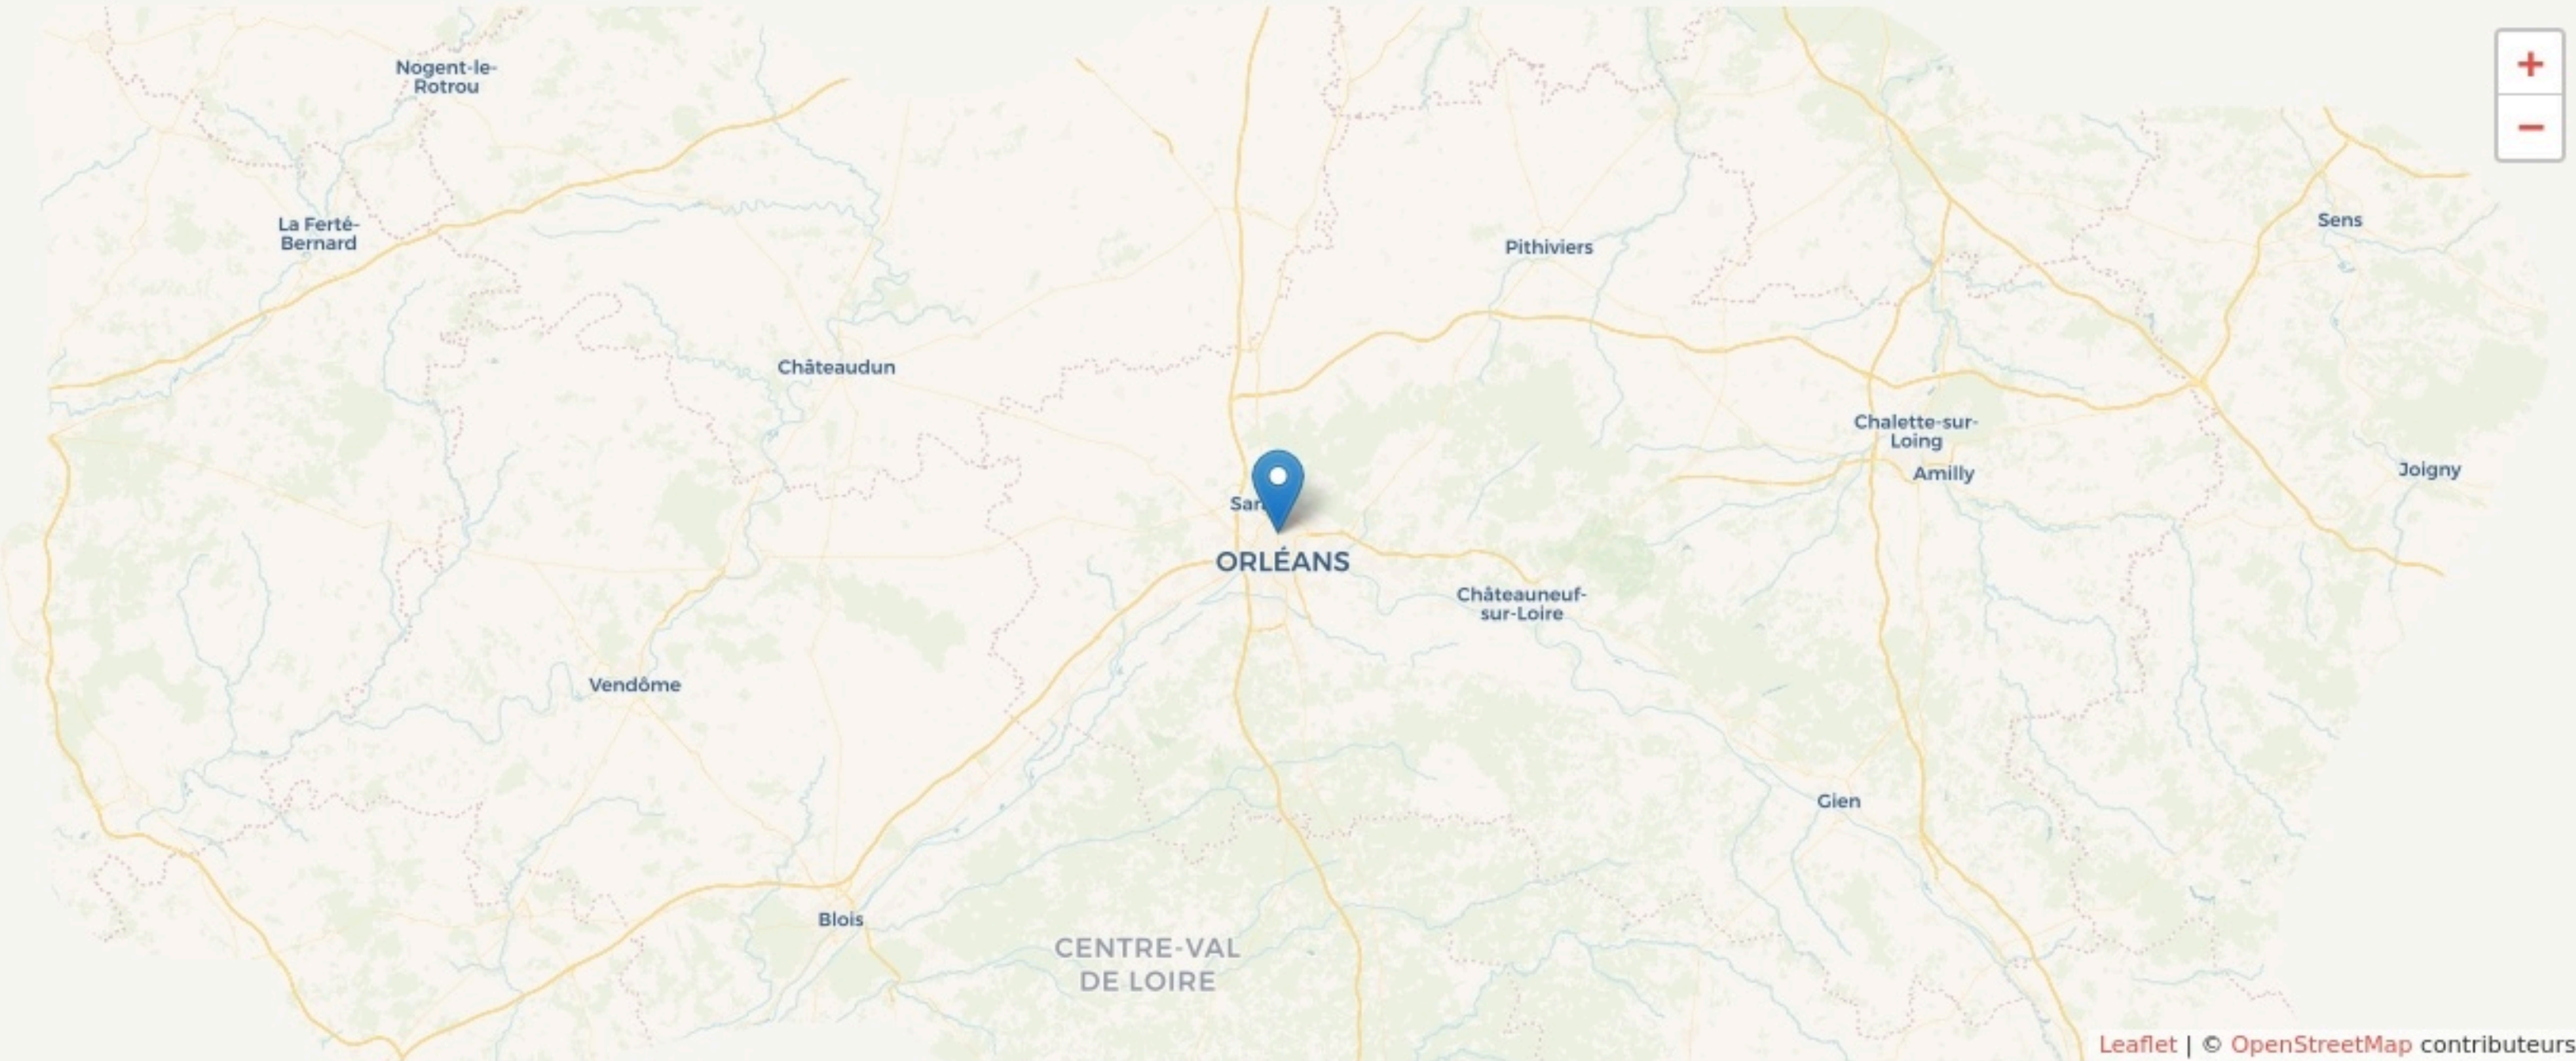 Nogent-le-
Rotrou
+
−
La Ferté-
Bernard
Sens
Pithiviers
Châteaudun
Chalette-sur-
Loing
Amilly
Joigny
Sar
ORLÉANS
Châteauneuf-
sur-Loire
Vendôme
Gien
Blois
CENTRE-VAL
DE LOIRE
Leaflet | © OpenStreetMap contributeurs